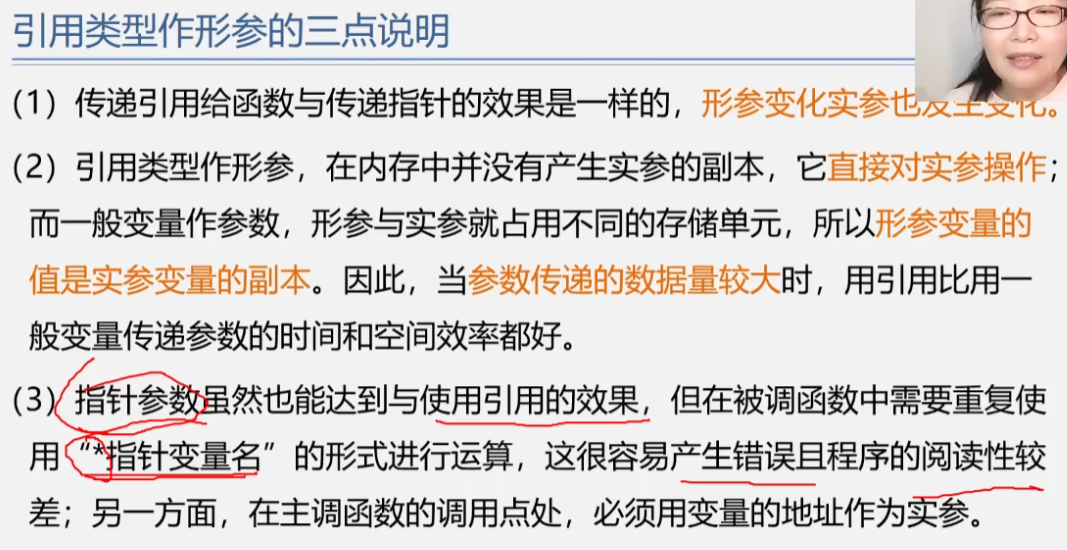 引用类型作形参的三点说明
(1）传递引用给函数与传递指针的效果是一样的，形参变化实参也发生变化。
(2）引用类型作形参，在内存中并没有产生实参的副本，它直接对实参操作；
而一般变量作参数，形参与实参就占用不同的存储单元，所以形参变量的
值是实参变量的副本。因此，当参数传递的数据量较大时，用引用比用一
般变量传递参数的时间和空间效率都好。
(3）指针参数虽然也能达到与使用引用的效果，但在被调函数中需要重复使
用“*指针变量名”的形式进行运算，这很容易产生错误且程序的阅读性较
差；另一方面，在主调函数的调用点处，必须用变量的地址作为实参。